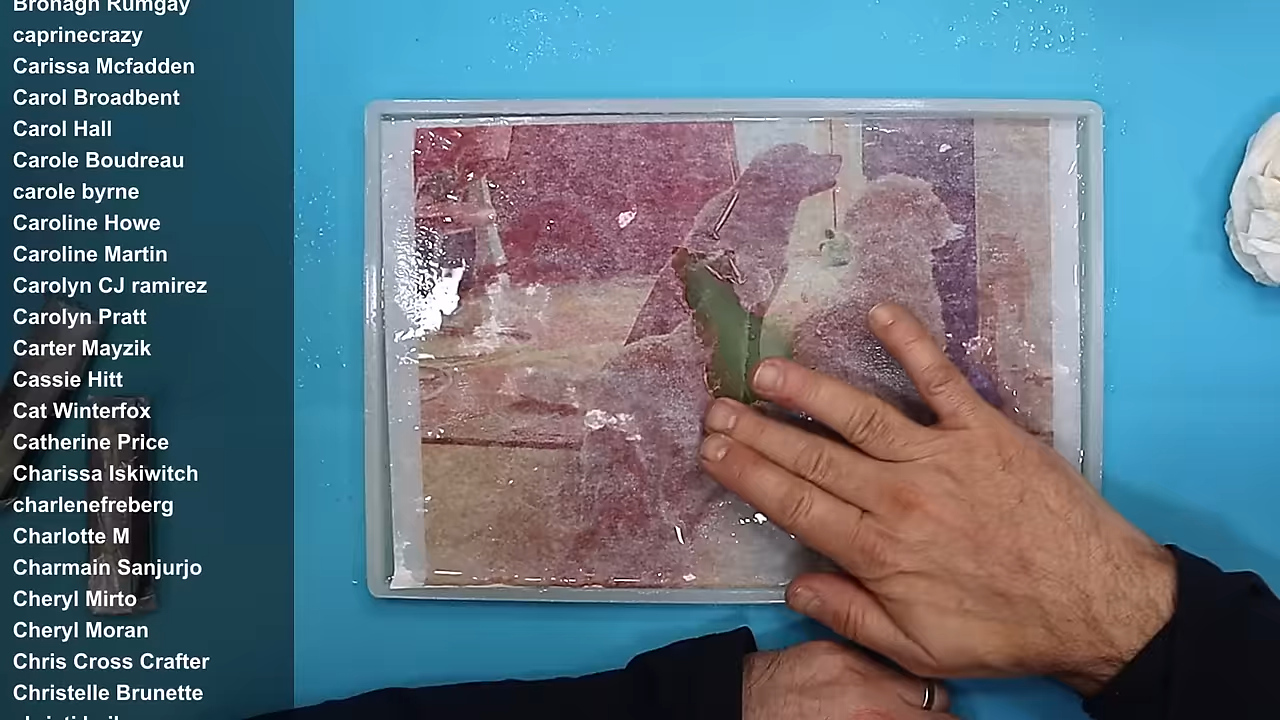 Bronagh Rumgay
caprinecrazy
Carissa Mcfadden
Carol Broadbent
Carol Hall
Carole Boudreau
carole byrne
Caroline Howe
Caroline Martin
Carolyn CJ ramirez
Carolyn Pratt
Carter Mayzik
Cassie Hitt
Cat Winterfox
Catherine Price
Charissa Iskiwitch
charlenefreberg
Charlotte M
Charmain Sanjurjo
Cheryl Mirto
Cheryl Moran
Chris Cross Crafter
Christelle Brunette